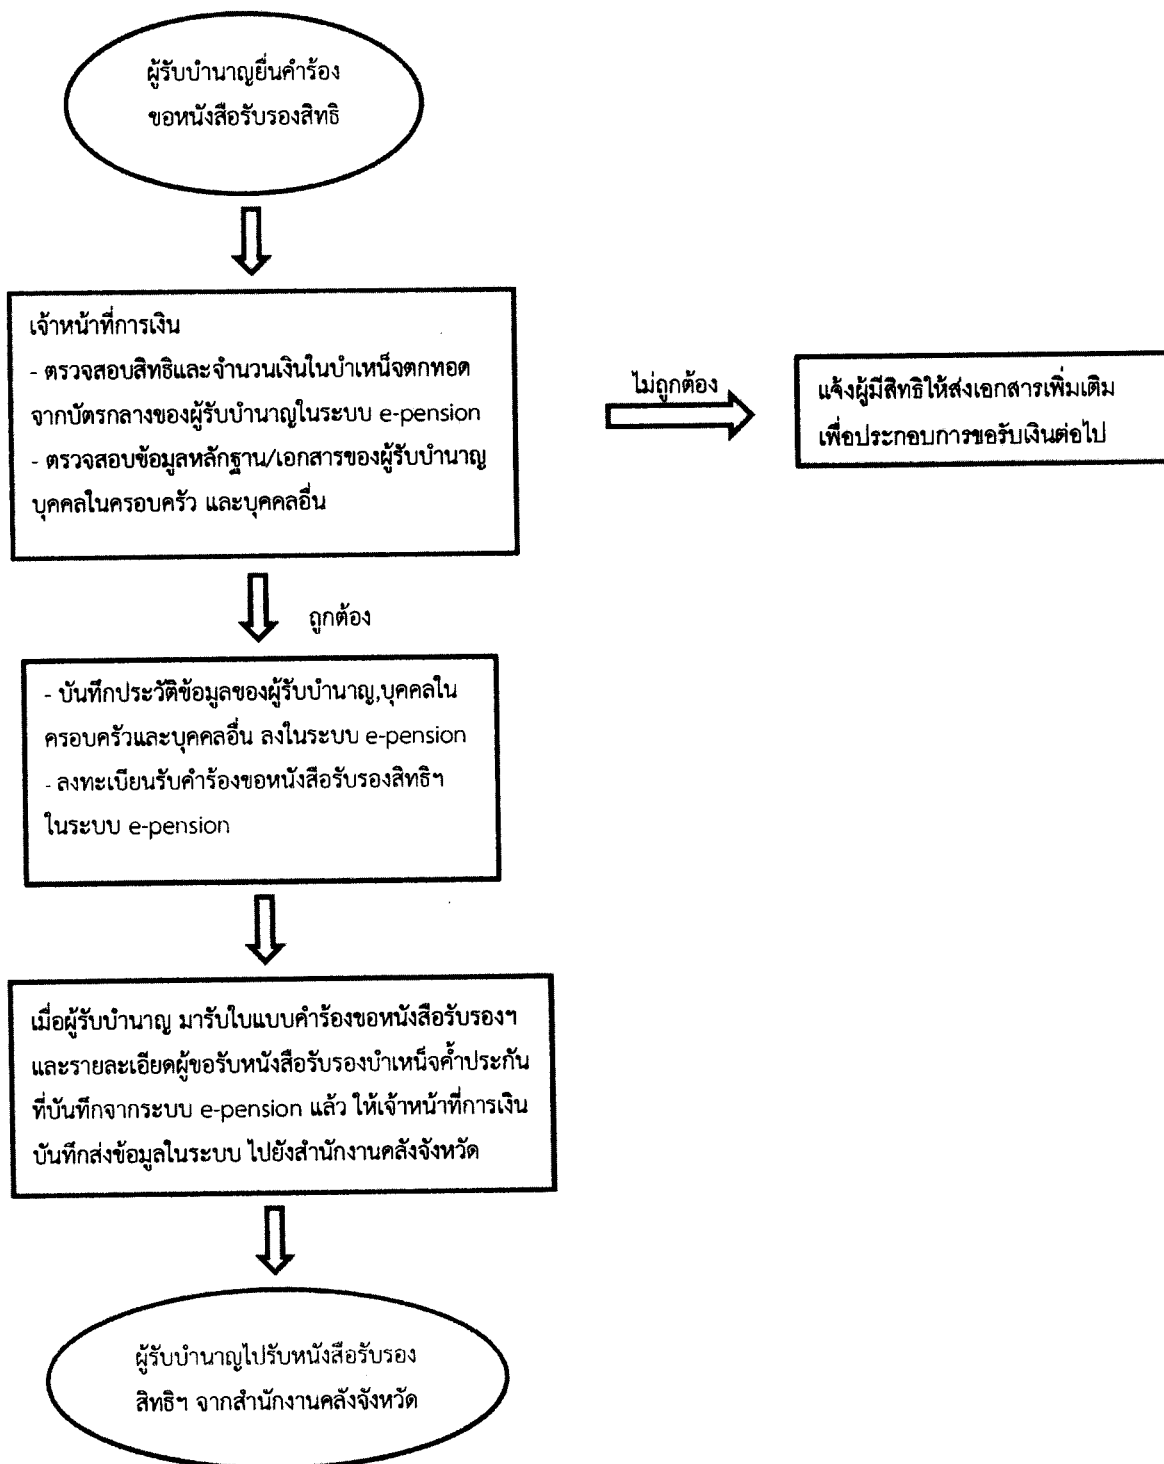 ผู้รับบำนาญยื่นคำร้อง
ขอหนังสือรับรองสิทธิ
เจ้าหน้าที่การเงิน
- ตรวจสอบสิทธิและจำนวนเงินในบำเหน็จตกทอด
จากบัตรกลางของผู้รับบำนาญในระบบ e-pension
- ตรวจสอบข้อมูลหลักฐาน/เอกสารของผู้รับบำนาญ
บุคคลในครอบครัว และบุคคลอื่น
ไม่ถูกต้อง
แจ้งผู้มีสิทธิให้ส่งเอกสารเพิ่มเติม
เพื่อประกอบการขอรับเงินต่อไป
ถูกต้อง
- บันทึกประวัติข้อมูลของผู้รับบำนาญ,บุคคลใน
ครอบครัวและบุคคลอื่น ลงในระบบ e-pension
- ลงทะเบียนรับคำร้องขอหนังสือรับรองสิทธิฯ
ในระบบ e-pension
เมื่อผู้รับบำนาญ มารับใบแบบคำร้องขอหนังสือรับรองฯ
และรายละเอียดผู้ขอรับหนังสือรับรองบำเหน็จค้ำประกัน
ที่บันทึกจากระบบ e-pension แล้ว ให้เจ้าหน้าที่การเงิน
บันทึกส่งข้อมูลในระบบ ไปยังสำนักงานคลังจังหวัด
ผู้รับบำนาญไปรับหนังสือรับรอง
สิทธิฯ จากสำนักงานคลังจังหวัด